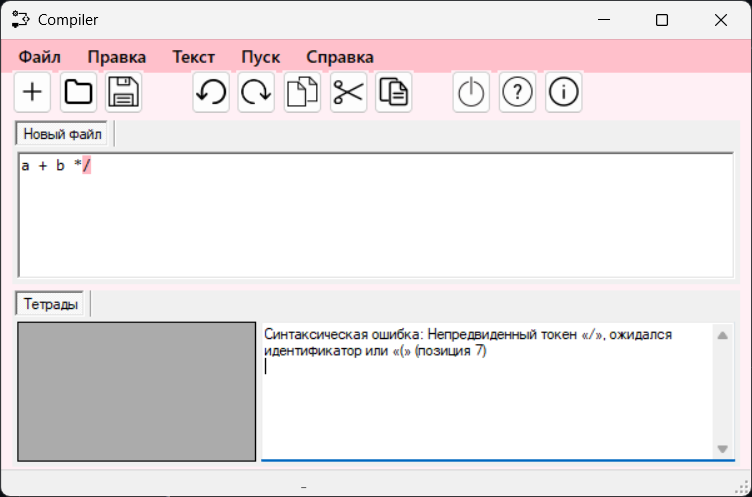 Compiler
Файл Правка Текст Пуск Справка
Новый файл
a + b */
Тетрады
Синтаксическая ошибка: Непредвиденный токен «/», ожидался
идентификатор или «(» (позиция 7)
-